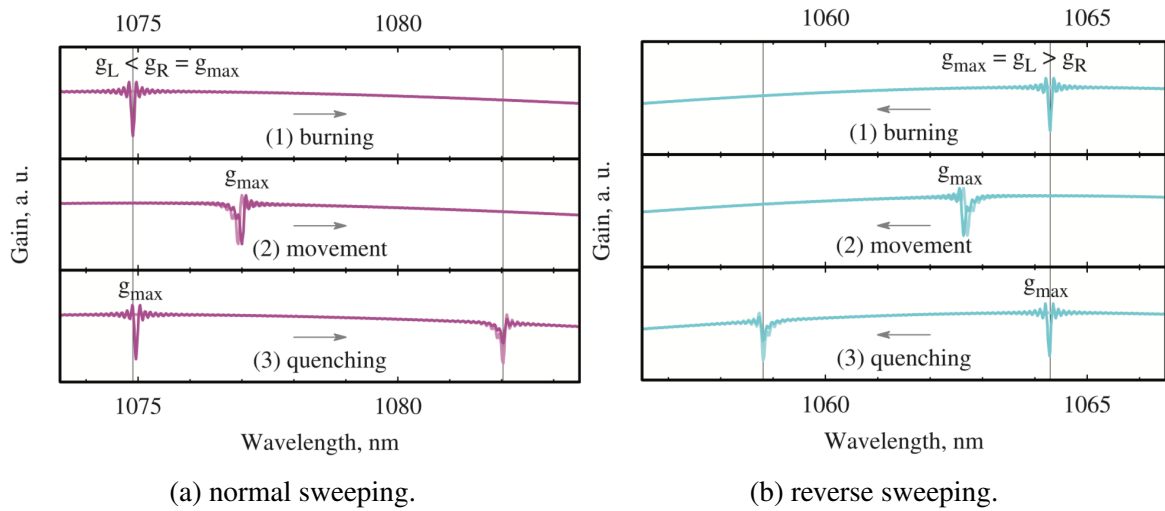 1075 1080
g_L < g_R = g_max
(1) burning
g_max
(2) movement
g_max
(3) quenching
Gain, a. u.
1075 1080
Wavelength, nm
(a) normal sweeping.
1060 1065
g_max = g_L > g_R
(1) burning
g_max
(2) movement
g_max
(3) quenching
Gain, a. u.
1060 1065
Wavelength, nm
(b) reverse sweeping.